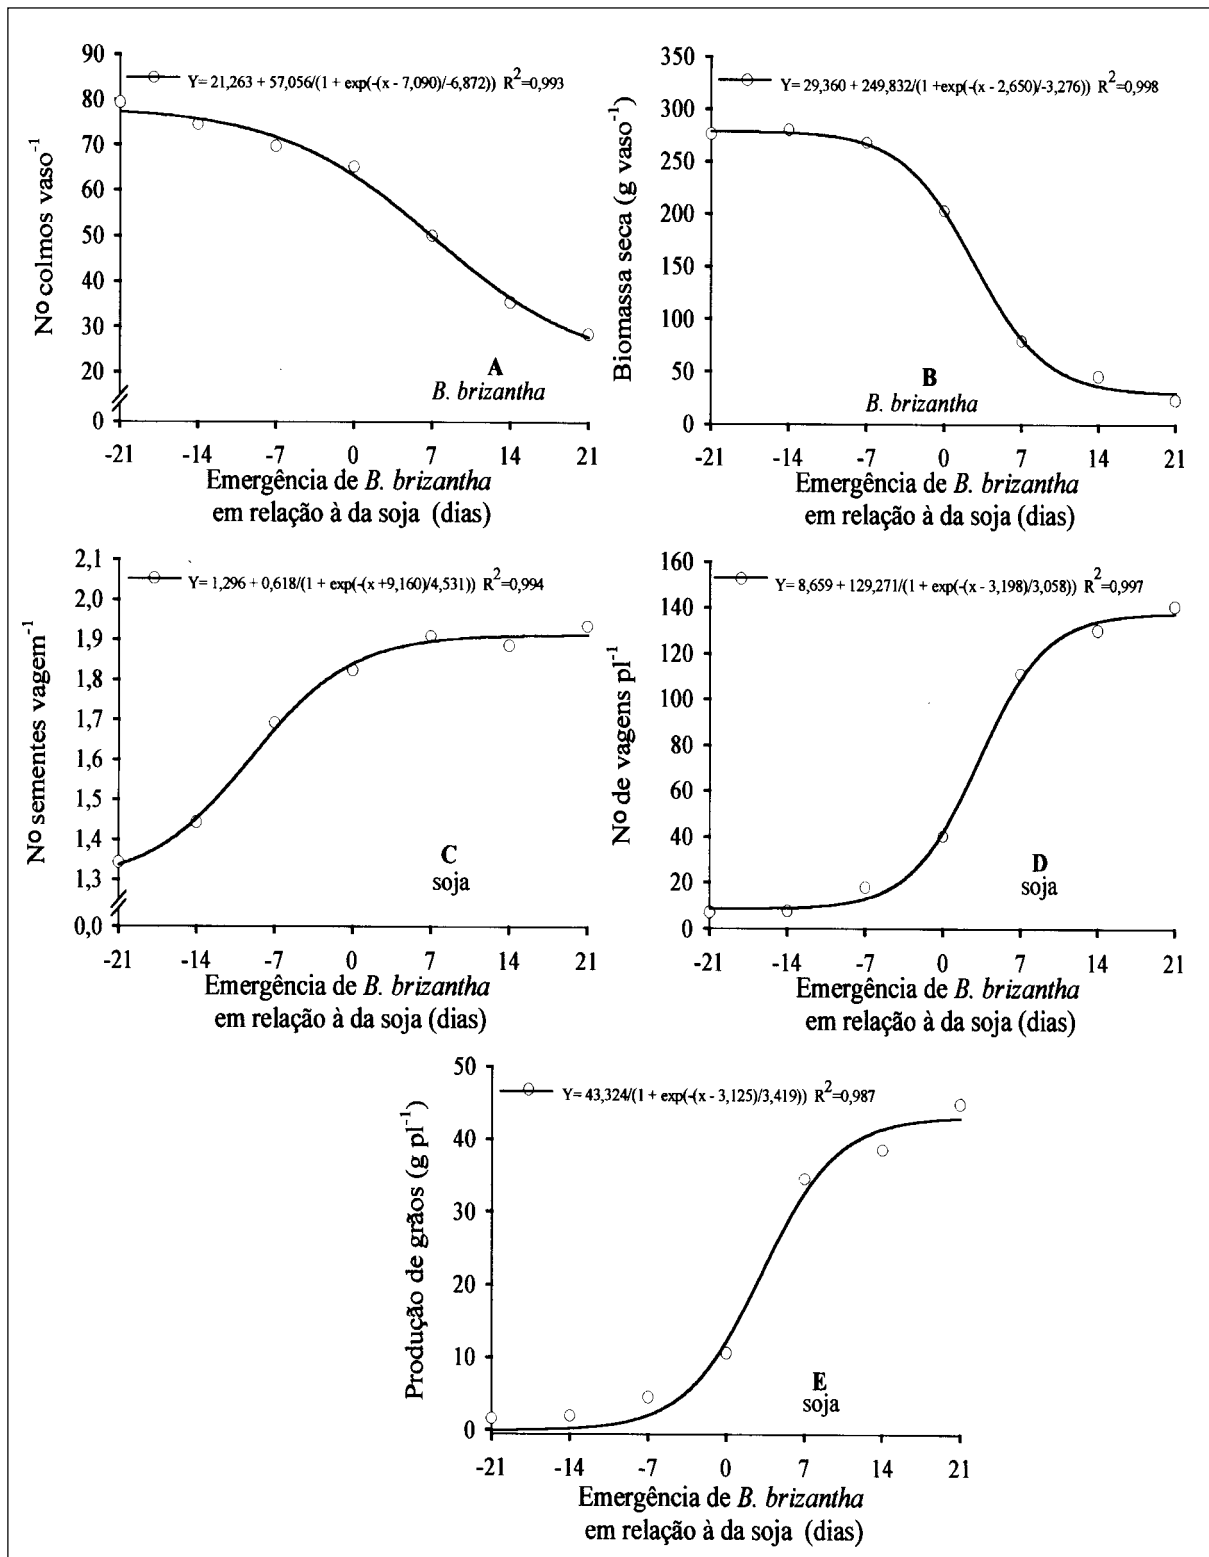 Y= 21,263 + 57,056/(1 + exp(-(x - 7,090)/-6,872)) R²=0,993
90
80
70
60
50
40
30
20
0
Nº colmos vaso⁻¹
A
B. brizantha
-21 -14 -7 0 7 14 21
Emergência de B. brizantha
em relação à da soja (dias)
Y= 29,360 + 249,832/(1 +exp(-(x - 2,650)/-3,276)) R²=0,998
350
300
250
200
150
100
50
0
Biomassa seca (g vaso⁻¹)
B
B. brizantha
-21 -14 -7 0 7 14 21
Emergência de B. brizantha
em relação à da soja (dias)
Y= 1,296 + 0,618/(1 + exp(-(x +9,160)/4,531)) R²=0,994
2,1
2,0
1,9
1,8
1,7
1,6
1,5
1,4
1,3
0,0
Nº sementes vagem⁻¹
C
soja
-21 -14 -7 0 7 14 21
Emergência de B. brizantha
em relação à da soja (dias)
Y= 8,659 + 129,271/(1 + exp(-(x - 3,198)/3,058)) R²=0,997
160
140
120
100
80
60
40
20
0
Nº de vagens pl⁻¹
D
soja
-21 -14 -7 0 7 14 21
Emergência de B. brizantha
em relação à da soja (dias)
Y= 43,324/(1 + exp(-(x - 3,125)/3,419)) R²=0,987
50
40
30
20
10
0
Produção de grãos (g pl⁻¹)
E
soja
-21 -14 -7 0 7 14 21
Emergência de B. brizantha
em relação à da soja (dias)